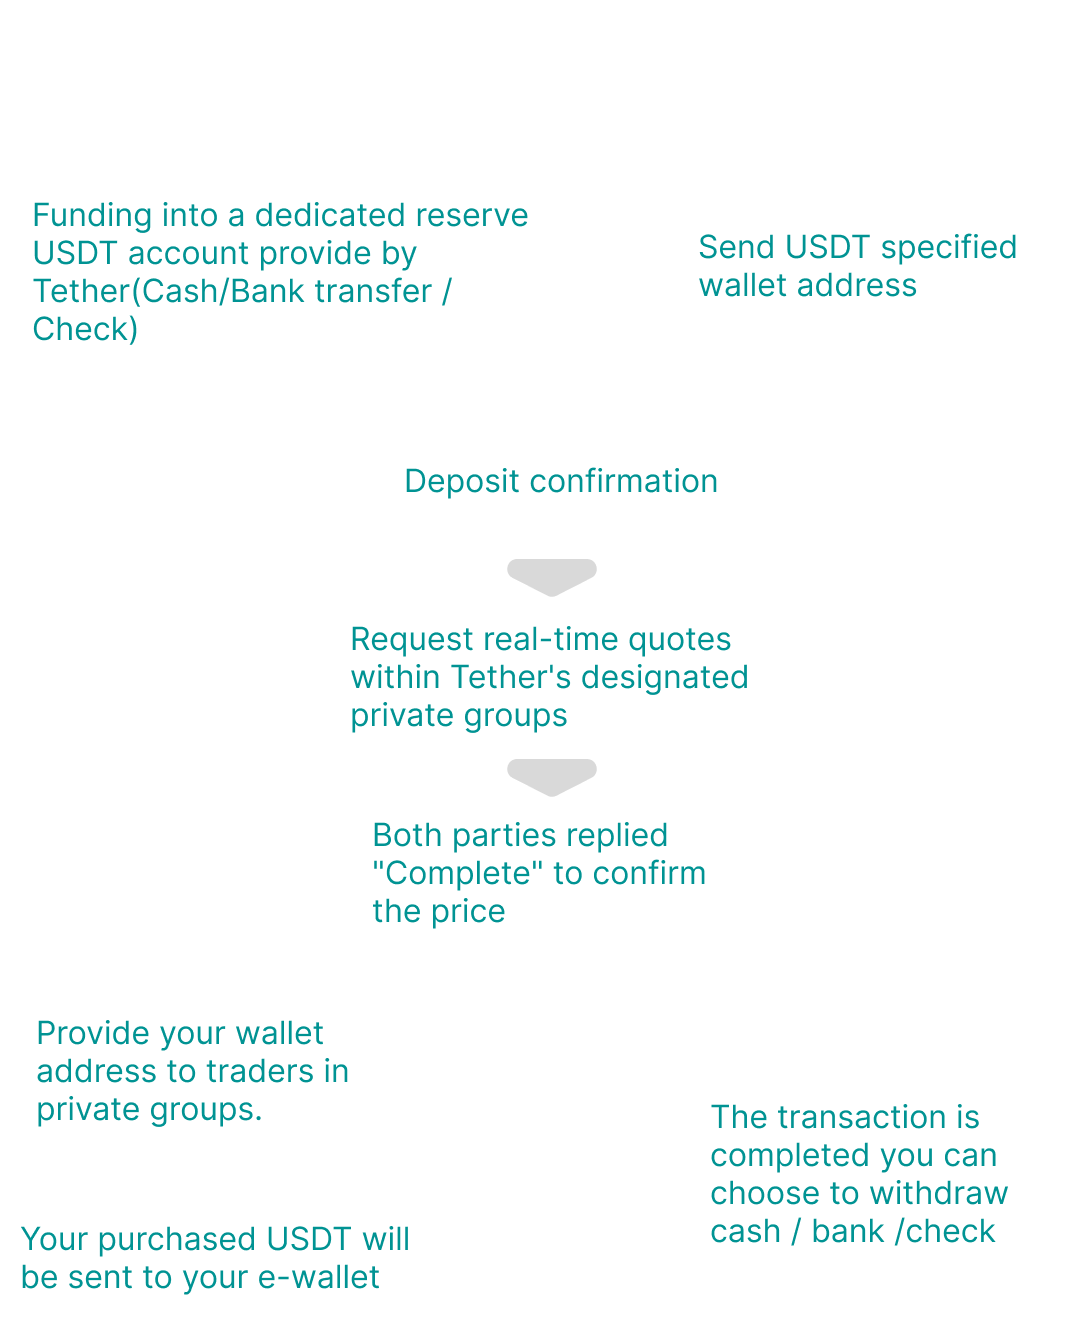 Funding into a dedicated reserve
USDT account provide by
Tether(Cash/Bank transfer /
Check)
Send USDT specified
wallet address
Deposit confirmation
Request real-time quotes
within Tether's designated
private groups
Both parties replied
"Complete" to confirm
the price
Provide your wallet
address to traders in
private groups.
Your purchased USDT will
be sent to your e-wallet
The transaction is
completed you can
choose to withdraw
cash / bank /check